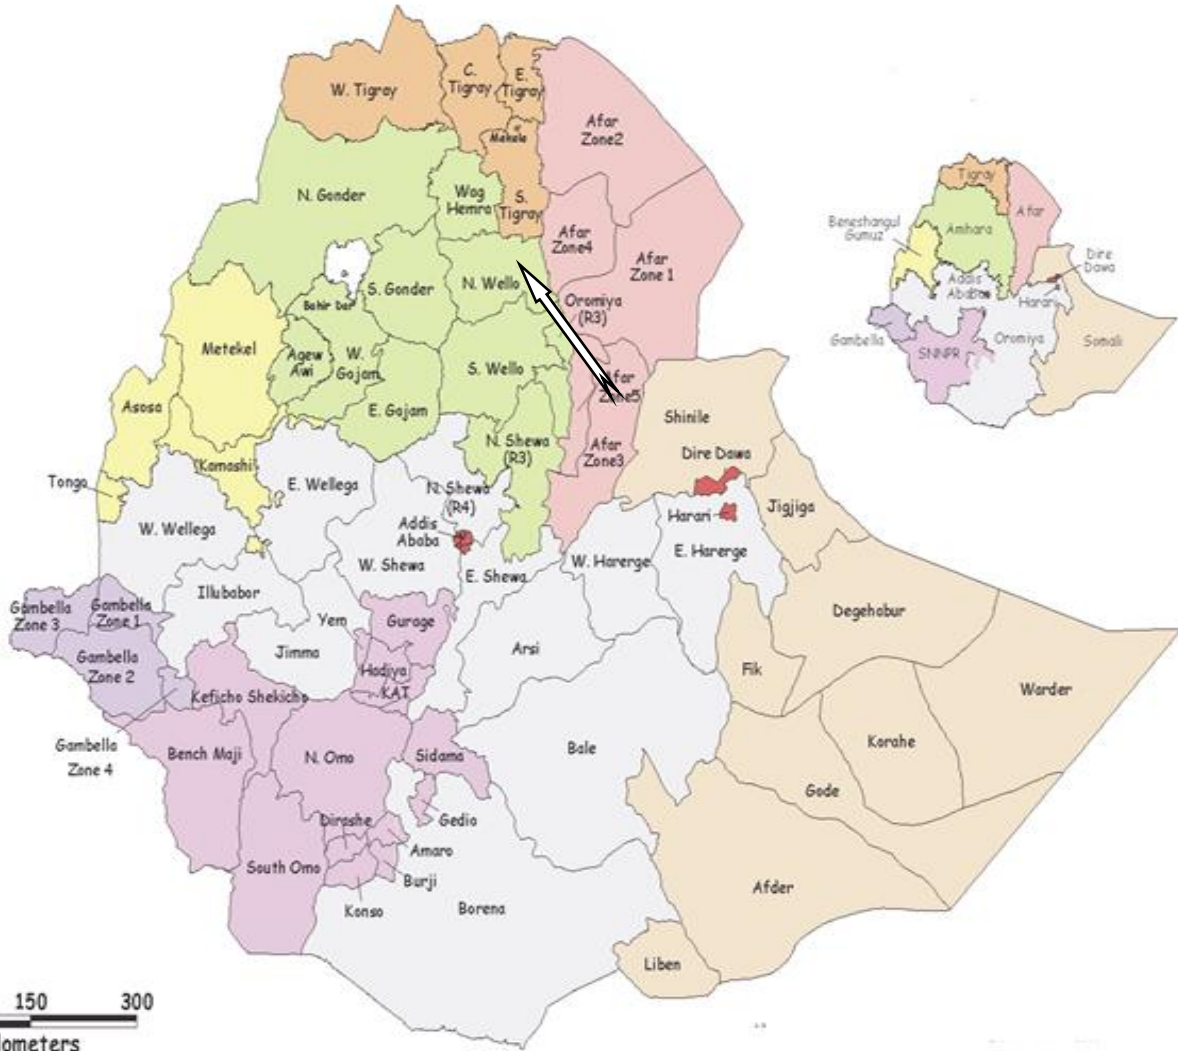 W. Tigray
C.
Tigray
E.
Tigray
Mekele
Afar
Zone2
N. Gonder
Wag
Hemra
S.
Tigray
Afar
Zone4
Afar
Zone 1
Bahir Dar
S. Gonder
N. Wello
Oromiya
(R3)
Metekel
Agew
Awi
W.
Gojam
S. Wello
Afar
Zone5
Asosa
E. Gojam
N. Shewa
(R3)
Afar
Zone3
Shinile
Dire Dawa
Tongo
Kamashi
E. Wellega
N. Shewa
(R4)
Harari
Jigjiga
W. Wellega
Addis
Ababa
W. Shewa
E. Shewa
W. Harerge
E. Harerge
Gambella
Zone 3
Gambella
Zone 1
Illubabor
Yem
Gurage
Degehabur
Gambella
Zone 2
Jimma
Hadiya
KAT
Arsi
Fik
Keficho Shekicho
Warder
Gambella
Zone 4
Bench Maji
N. Omo
Sidama
Bale
Korahe
Gode
Dirashe
Gedio
Amaro
South Omo
Burji
Konso
Borena
Afder
Liben
Tigray
Afar
Beneshangul
Gumuz
Amhara
Dire
Dawa
Addis
Ababa
Harari
Gambella
SNNPR
Oromiya
Somali
150 300
lometers